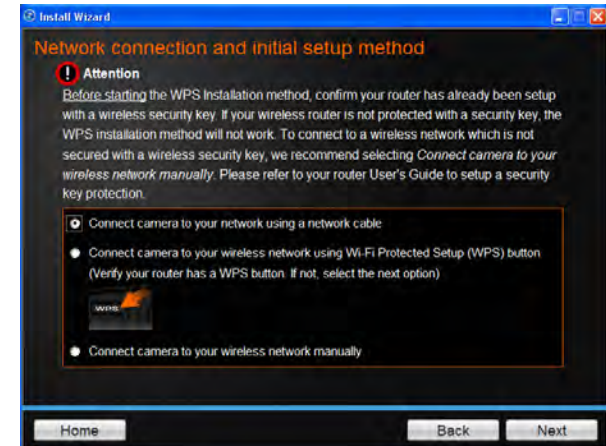 Install Wizard
Network connection and initial setup method
Attention
Before starting the WPS Installation method, confirm your router has already been setup
with a wireless security key. If your wireless router is not protected with a security key, the
WPS installation method will not work. To connect to a wireless network which is not
secured with a wireless security key, we recommend selecting Connect camera to your
wireless network manually. Please refer to your router User's Guide to setup a security
key protection.
Connect camera to your network using a network cable
Connect camera to your wireless network using Wi-Fi Protected Setup (WPS) button
(Verify your router has a WPS button. If not, select the next option)
WPS
Connect camera to your wireless network manually
Home Back Next